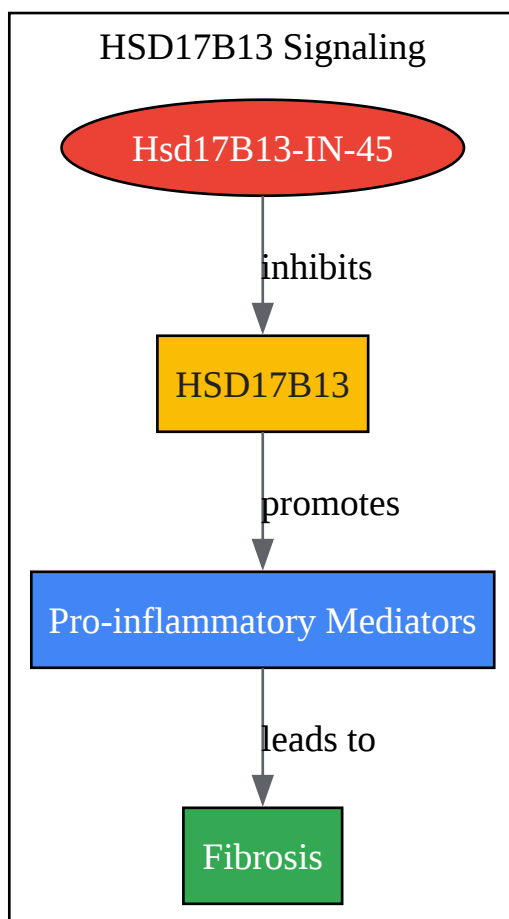 HSD17B13 Signaling
Hsd17B13-IN-45
inhibits
HSD17B13
promotes
Pro-inflammatory Mediators
leads to
Fibrosis